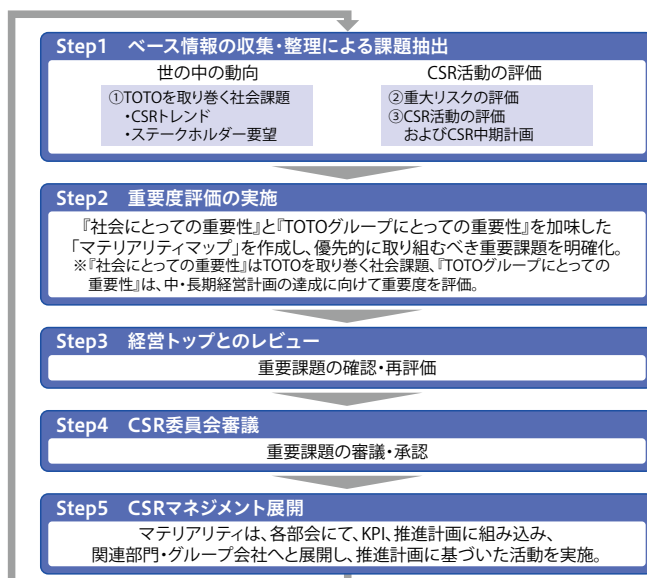 Step1 ベース情報の収集・整理による課題抽出
世の中の動向
①TOTOを取り巻く社会課題
・CSRトレンド
・ステークホルダー要望
CSR活動の評価
②重大リスクの評価
③CSR活動の評価
およびCSR中期計画
Step2 重要度評価の実施
『社会にとっての重要性』と『TOTOグループにとっての重要性』を加味した
「マテリアリティマップ」を作成し、優先的に取り組むべき重要課題を明確化。
※『社会にとっての重要性』はTOTOを取り巻く社会課題、『TOTOグループにとっての
重要性』は、中・長期経営計画の達成に向けて重要度を評価。
Step3 経営トップとのレビュー
重要課題の確認・再評価
Step4 CSR委員会審議
重要課題の審議・承認
Step5 CSRマネジメント展開
マテリアリティは、各部会にて、KPI、推進計画に組み込み、
関連部門・グループ会社へと展開し、推進計画に基づいた活動を実施。